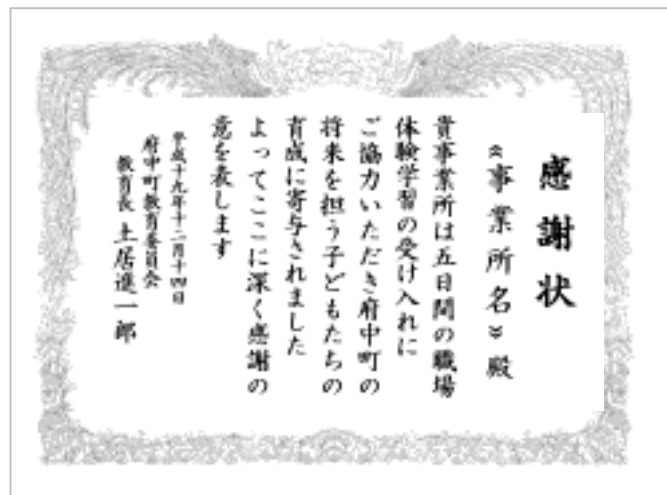 感謝状
«事業所名» 殿
貴事業所は五日間の職場
体験学習の受け入れに
ご協力いただき府中町の
将来を担う子どもたちの
育成に寄与されました
よってここに深く感謝の
意を表します
平成十九年十二月十四日
府中町教育委員会
教育長 土居進一郎